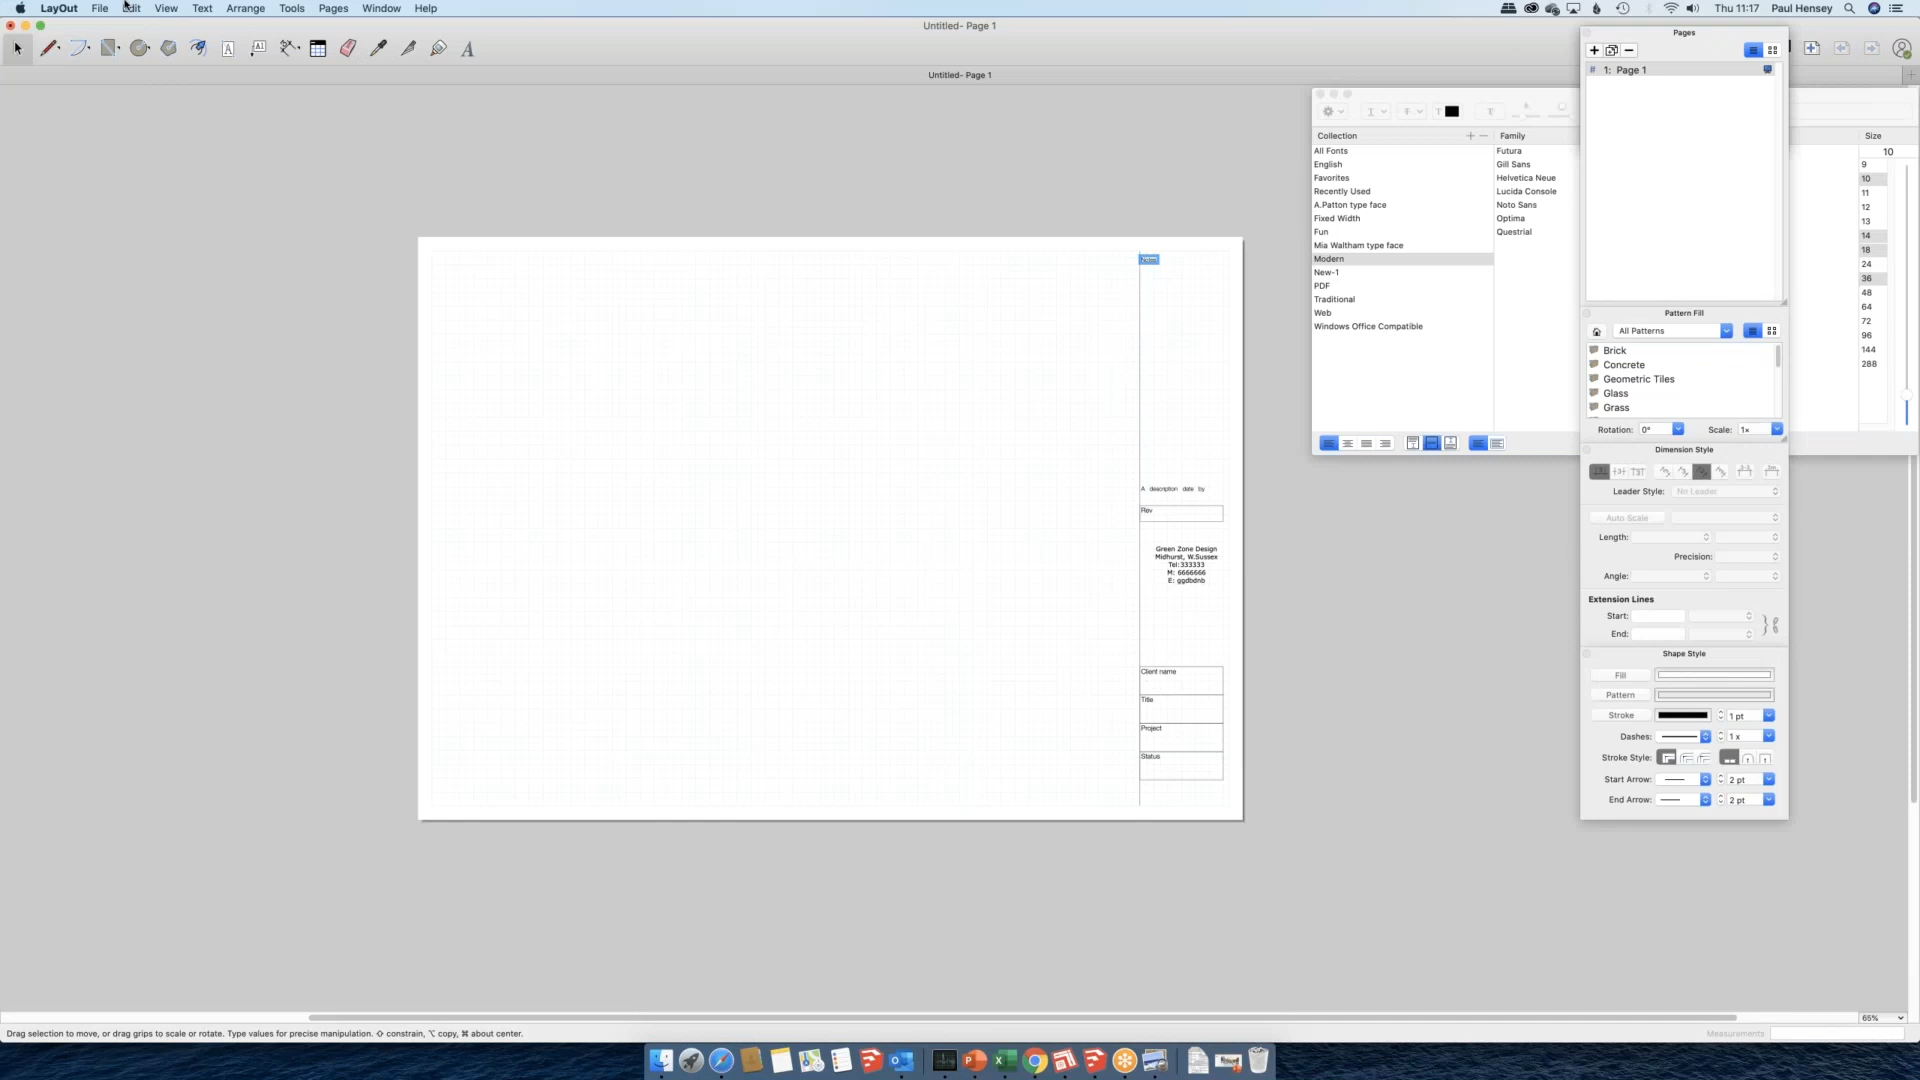 LayOut File Edit View Text Arrange Tools Pages Window Help
Thu 11:17 Paul Hensey
Untitled- Page 1
Untitled- Page 1
Pages
1: Page 1
Collection
Family
Size
10
All Fonts
English
Favorites
Recently Used
A.Patton type face
Fixed Width
Fun
Mia Waltham type face
Modern
New-1
PDF
Traditional
Web
Windows Office Compatible
Futura
Gill Sans
Helvetica Neue
Lucida Console
Noto Sans
Optima
Questrial
9
10
11
12
13
14
18
24
36
48
64
72
96
144
288
Pattern Fill
All Patterns
Brick
Concrete
Geometric Tiles
Glass
Grass
Rotation: 0° Scale: 1x
Dimension Style
Leader Style: No Leader
Auto Scale
Length:
Precision:
Angle:
Extension Lines
Start:
End:
Shape Style
Fill
Pattern
Stroke 1 pt
Dashes: 1 x
Stroke Style:
Start Arrow: 2 pt
End Arrow: 2 pt
A description date by
Rev
Green Zone Design
Midhurst, W.Sussex
Tel:333333
M: 6666666
E: ggdbdnb
Client name
Title
Project
Status
65%
Drag selection to move, or drag grips to scale or rotate. Type values for precise manipulation. ⇧ constrain, ⌥ copy, ⌘ about center.
Measurements